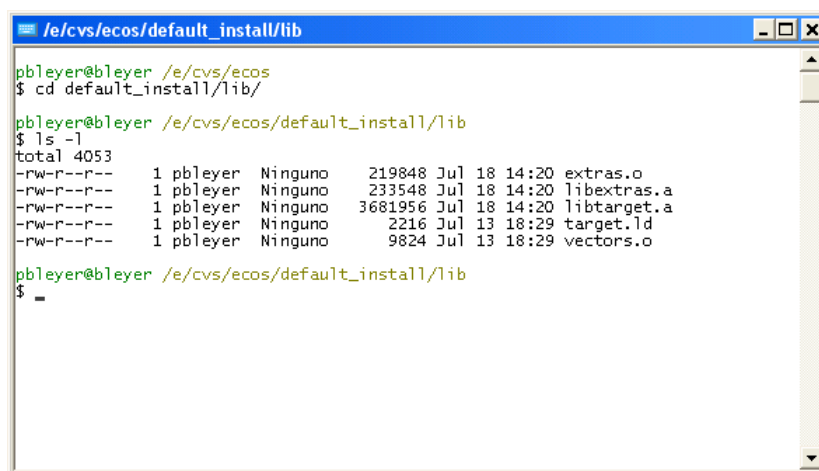 /e/cvs/ecos/default_install/lib
pbleyer@bleyer /e/cvs/ecos
$ cd default_install/lib/
pbleyer@bleyer /e/cvs/ecos/default_install/lib
$ ls -l
total 4053
-rw-r--r-- 1 pbleyer Ninguno 219848 Jul 18 14:20 extras.o
-rw-r--r-- 1 pbleyer Ninguno 233548 Jul 18 14:20 libextras.a
-rw-r--r-- 1 pbleyer Ninguno 3681956 Jul 18 14:20 libtarget.a
-rw-r--r-- 1 pbleyer Ninguno 2216 Jul 13 18:29 target.ld
-rw-r--r-- 1 pbleyer Ninguno 9824 Jul 13 18:29 vectors.o
pbleyer@bleyer /e/cvs/ecos/default_install/lib
$